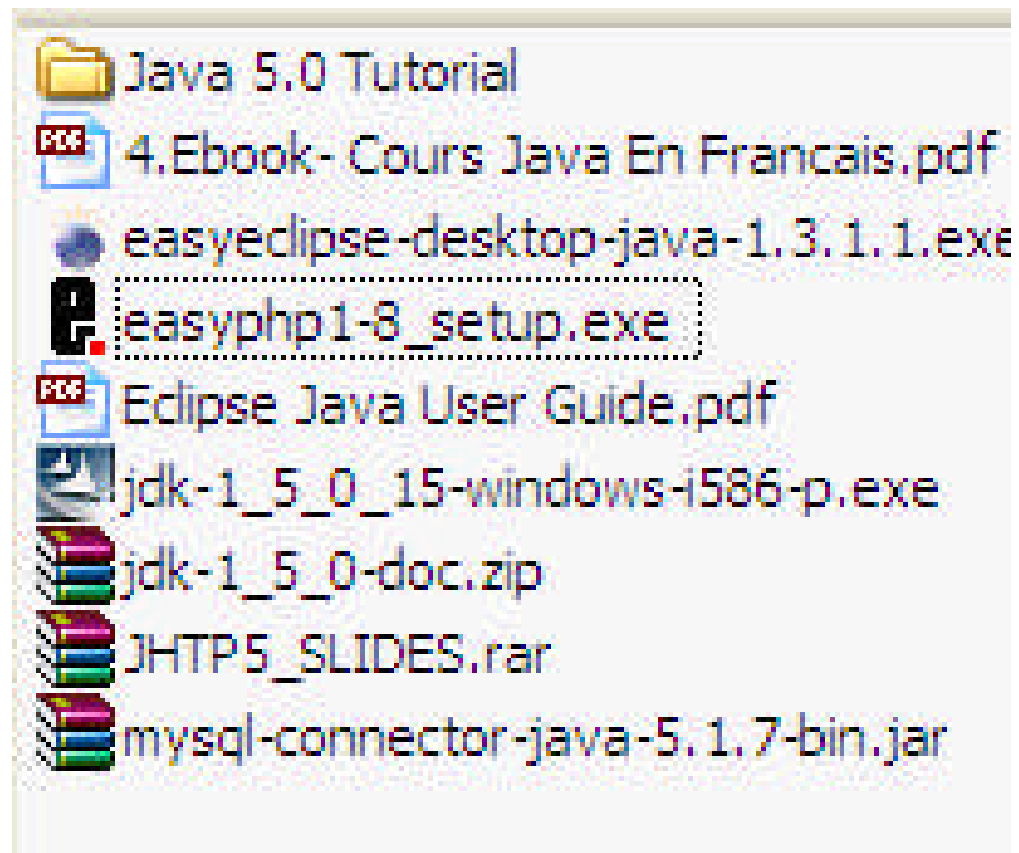 Java 5.0 Tutorial
PDF 4.Ebook- Cours Java En Francais.pdf
easyeclipse-desktop-java-1.3.1.1.exe
easyphp1-8_setup.exe
PDF Eclipse Java User Guide.pdf
jdk-1_5_0_15-windows-i586-p.exe
jdk-1_5_0-doc.zip
JHTP5_SLIDES.rar
mysql-connector-java-5.1.7-bin.jar